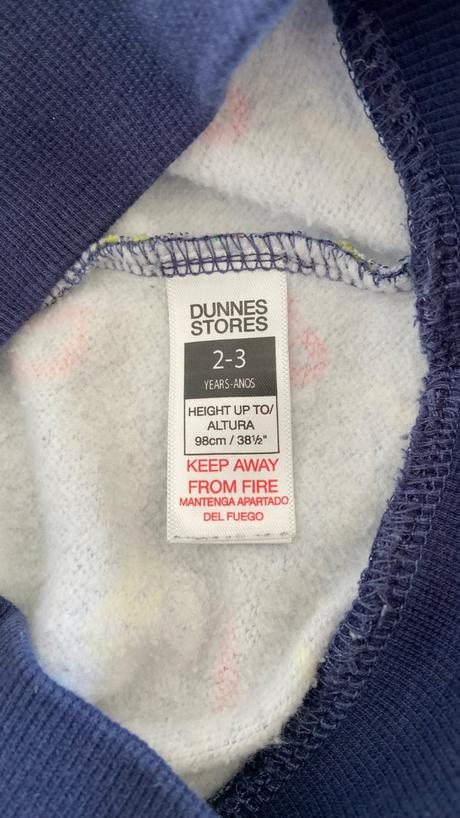 DUNNES
STORES
2-3
YEARS-ANOS
HEIGHT UP TO/
ALTURA
98cm / 38½"
KEEP AWAY
FROM FIRE
MANTENGA APARTADO
DEL FUEGO